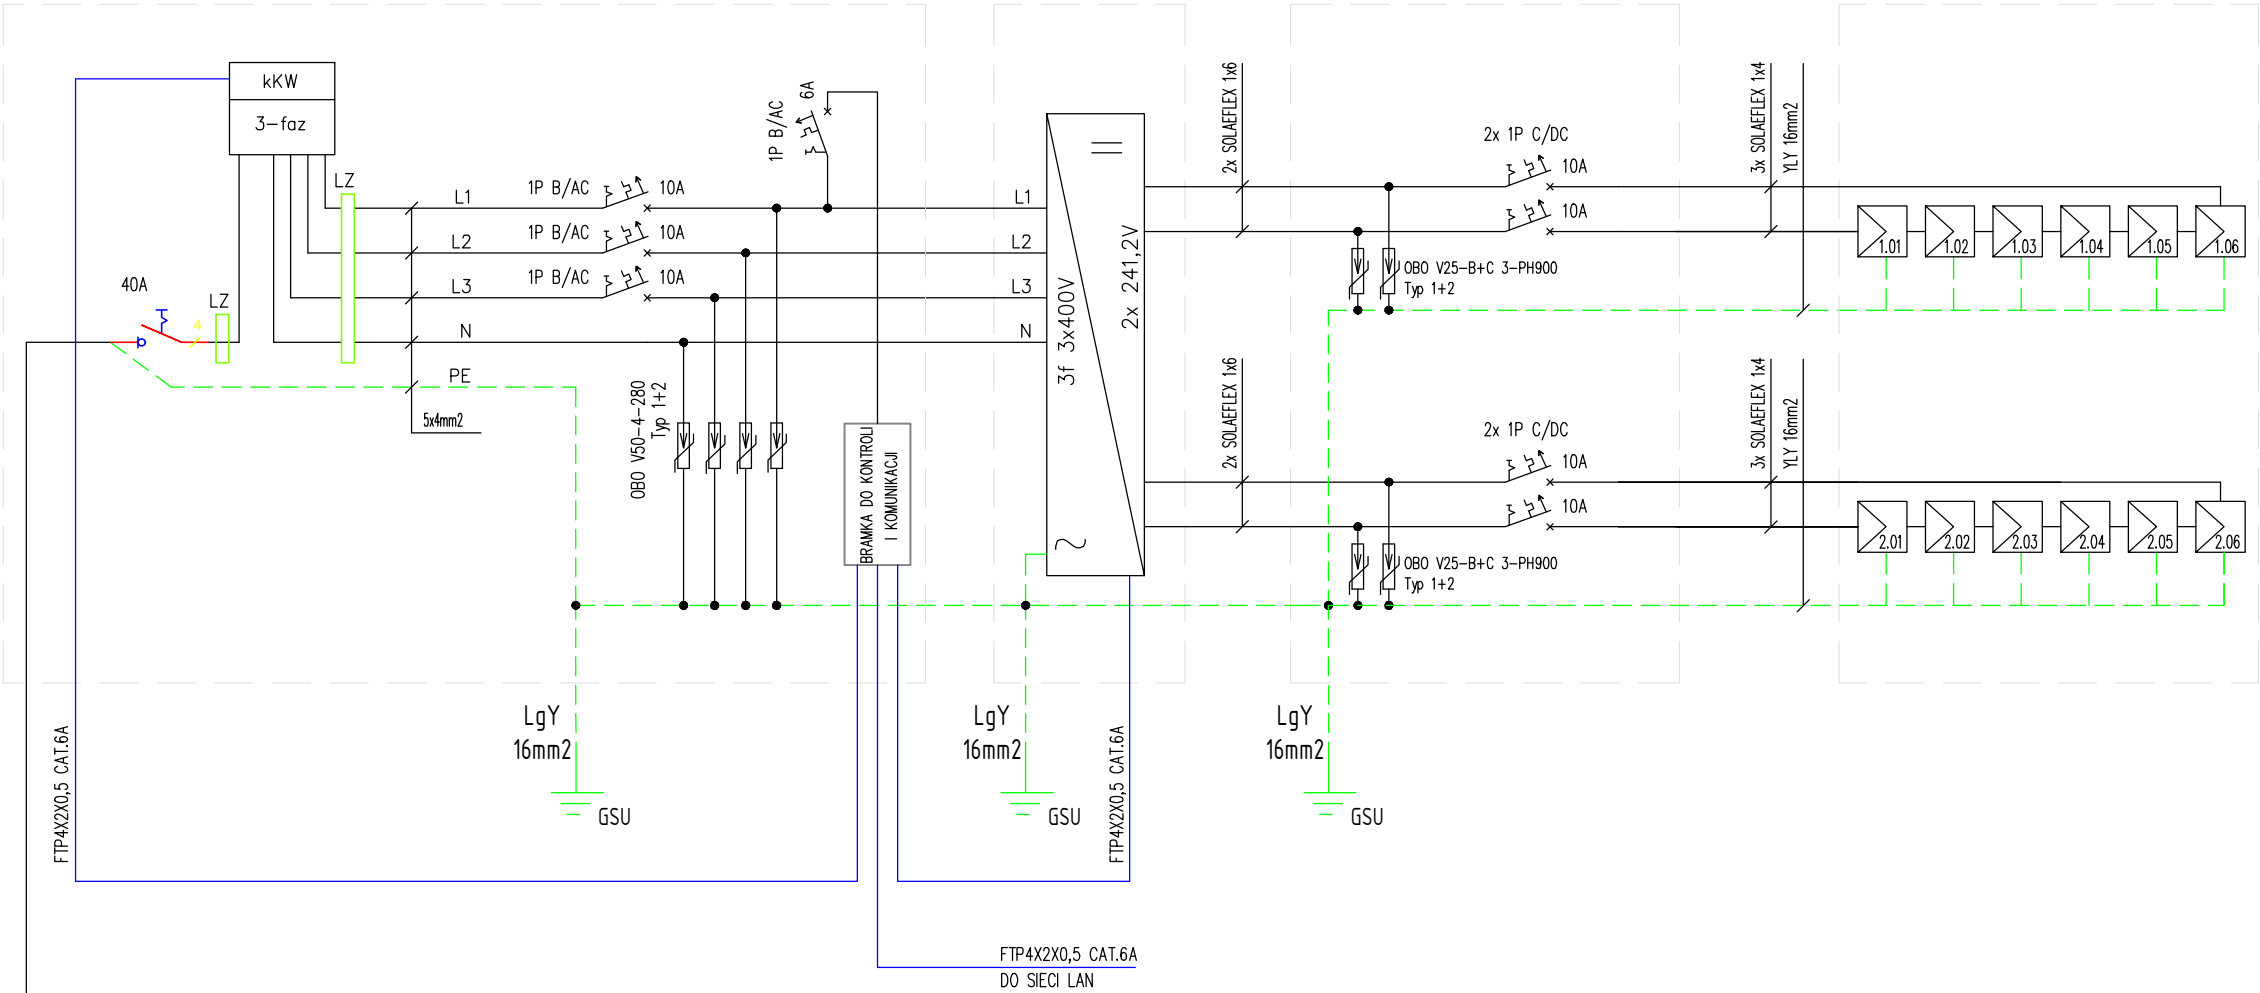 kKW
3-faz
LZ
40A
LZ
4
L1
L2
L3
N
PE
5x4mm2
1P B/AC
10A
1P B/AC
10A
1P B/AC
10A
1P B/AC
6A
OBO V50-4-280
Typ 1+2
BRAMKA DO KONTROLI
I KOMUNIKACJI
L1
L2
L3
N
3f 3x400V
2x 241,2V
2x SOLAEFLEX 1x6
2x 1P C/DC
10A
10A
OBO V25-B+C 3-PH900
Typ 1+2
3x SOLAEFLEX 1x4
YLY 16mm2
1.01
1.02
1.03
1.04
1.05
1.06
2x SOLAEFLEX 1x6
2x 1P C/DC
10A
10A
OBO V25-B+C 3-PH900
Typ 1+2
3x SOLAEFLEX 1x4
YLY 16mm2
2.01
2.02
2.03
2.04
2.05
2.06
LgY
16mm2
GSU
LgY
16mm2
GSU
LgY
16mm2
GSU
FTP4X2X0,5 CAT.6A
FTP4X2X0,5 CAT.6A
FTP4X2X0,5 CAT.6A
DO SIECI LAN